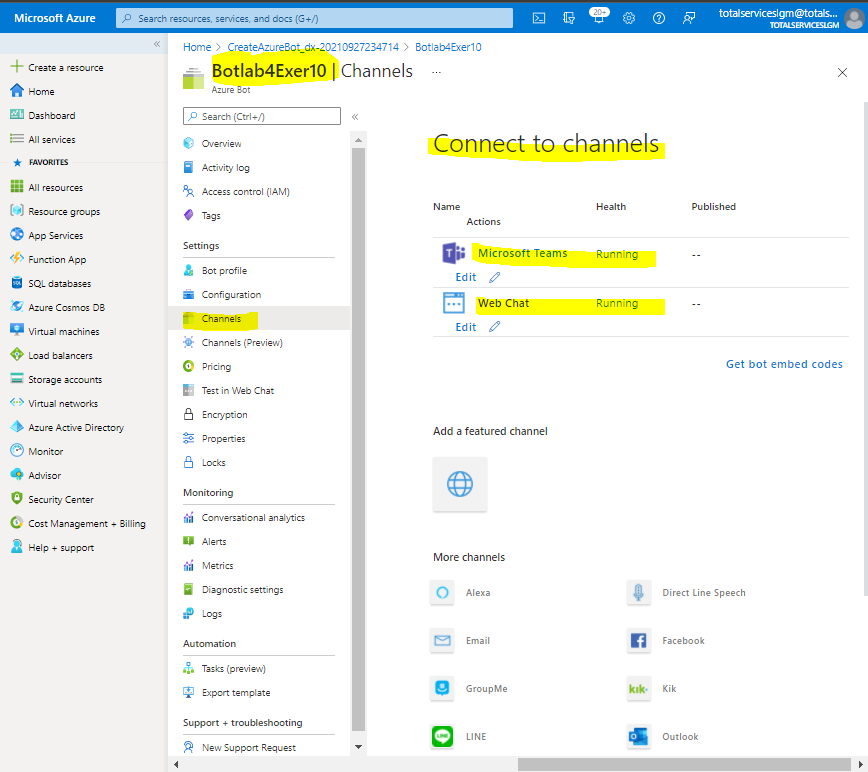 Microsoft Azure
Search resources, services, and docs (G+/)
20+
totalserviceslgm@totals...
TOTALSERVICESLGM
«
Create a resource
Home
Dashboard
All services
FAVORITES
All resources
Resource groups
App Services
Function App
SQL databases
Azure Cosmos DB
Virtual machines
Load balancers
Storage accounts
Virtual networks
Azure Active Directory
Monitor
Advisor
Security Center
Cost Management + Billing
Help + support
Home > CreateAzureBot_dx-20210927234714 > Botlab4Exer10
Botlab4Exer10 | Channels ...
Azure Bot
Search (Ctrl+/)
«
Overview
Activity log
Access control (IAM)
Tags
Settings
Bot profile
Configuration
Channels
Channels (Preview)
Pricing
Test in Web Chat
Encryption
Properties
Locks
Monitoring
Conversational analytics
Alerts
Metrics
Diagnostic settings
Logs
Automation
Tasks (preview)
Export template
Support + troubleshooting
New Support Request
Connect to channels
Name Health Published
Actions
Microsoft Teams Running --
Edit
Web Chat Running --
Edit
Get bot embed codes
Add a featured channel
More channels
Alexa Direct Line Speech
Email Facebook
GroupMe kik· Kik
LINE Outlook